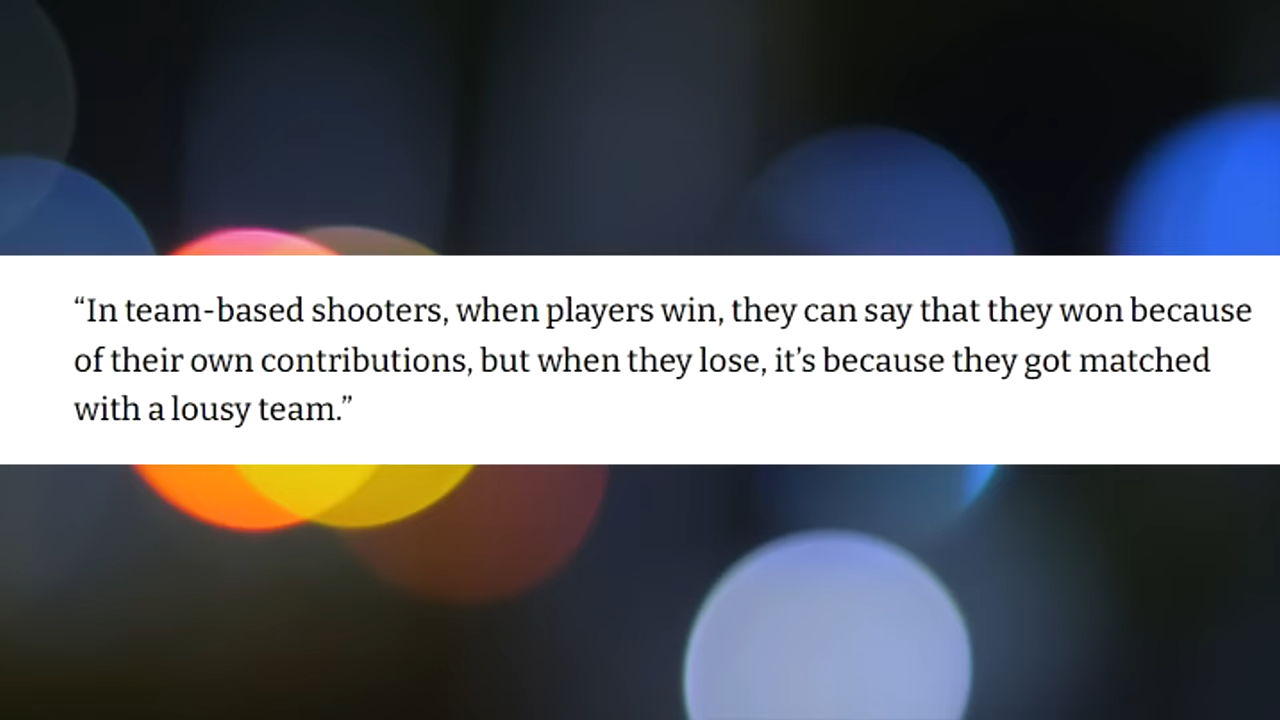 “In team-based shooters, when players win, they can say that they won because
of their own contributions, but when they lose, it’s because they got matched
with a lousy team.”